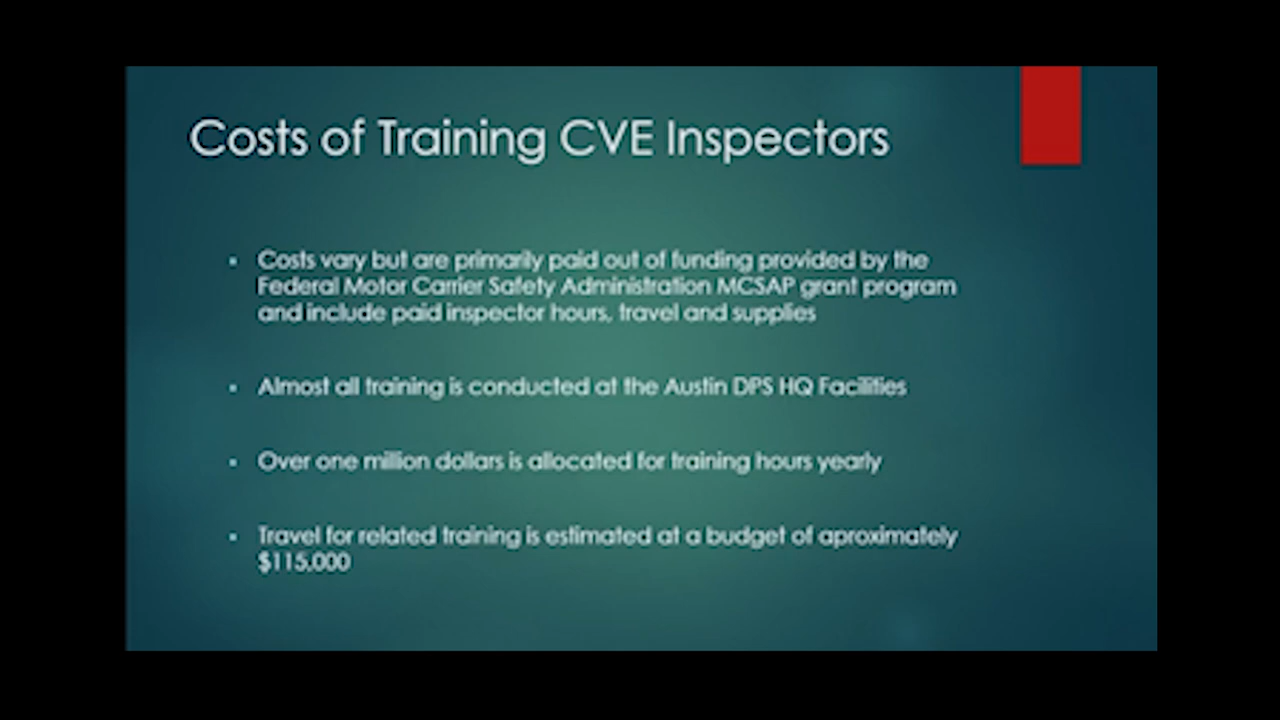 Costs of Training CVE Inspectors
Costs vary but are primarily paid out of funding provided by the
Federal Motor Carrier Safety Administration MCSAP grant program
and include paid inspector hours, travel and supplies
Almost all training is conducted at the Austin DPS HQ Facilities
Over one million dollars is allocated for training hours yearly
Travel for related training is estimated at a budget of aproximately
$115,000